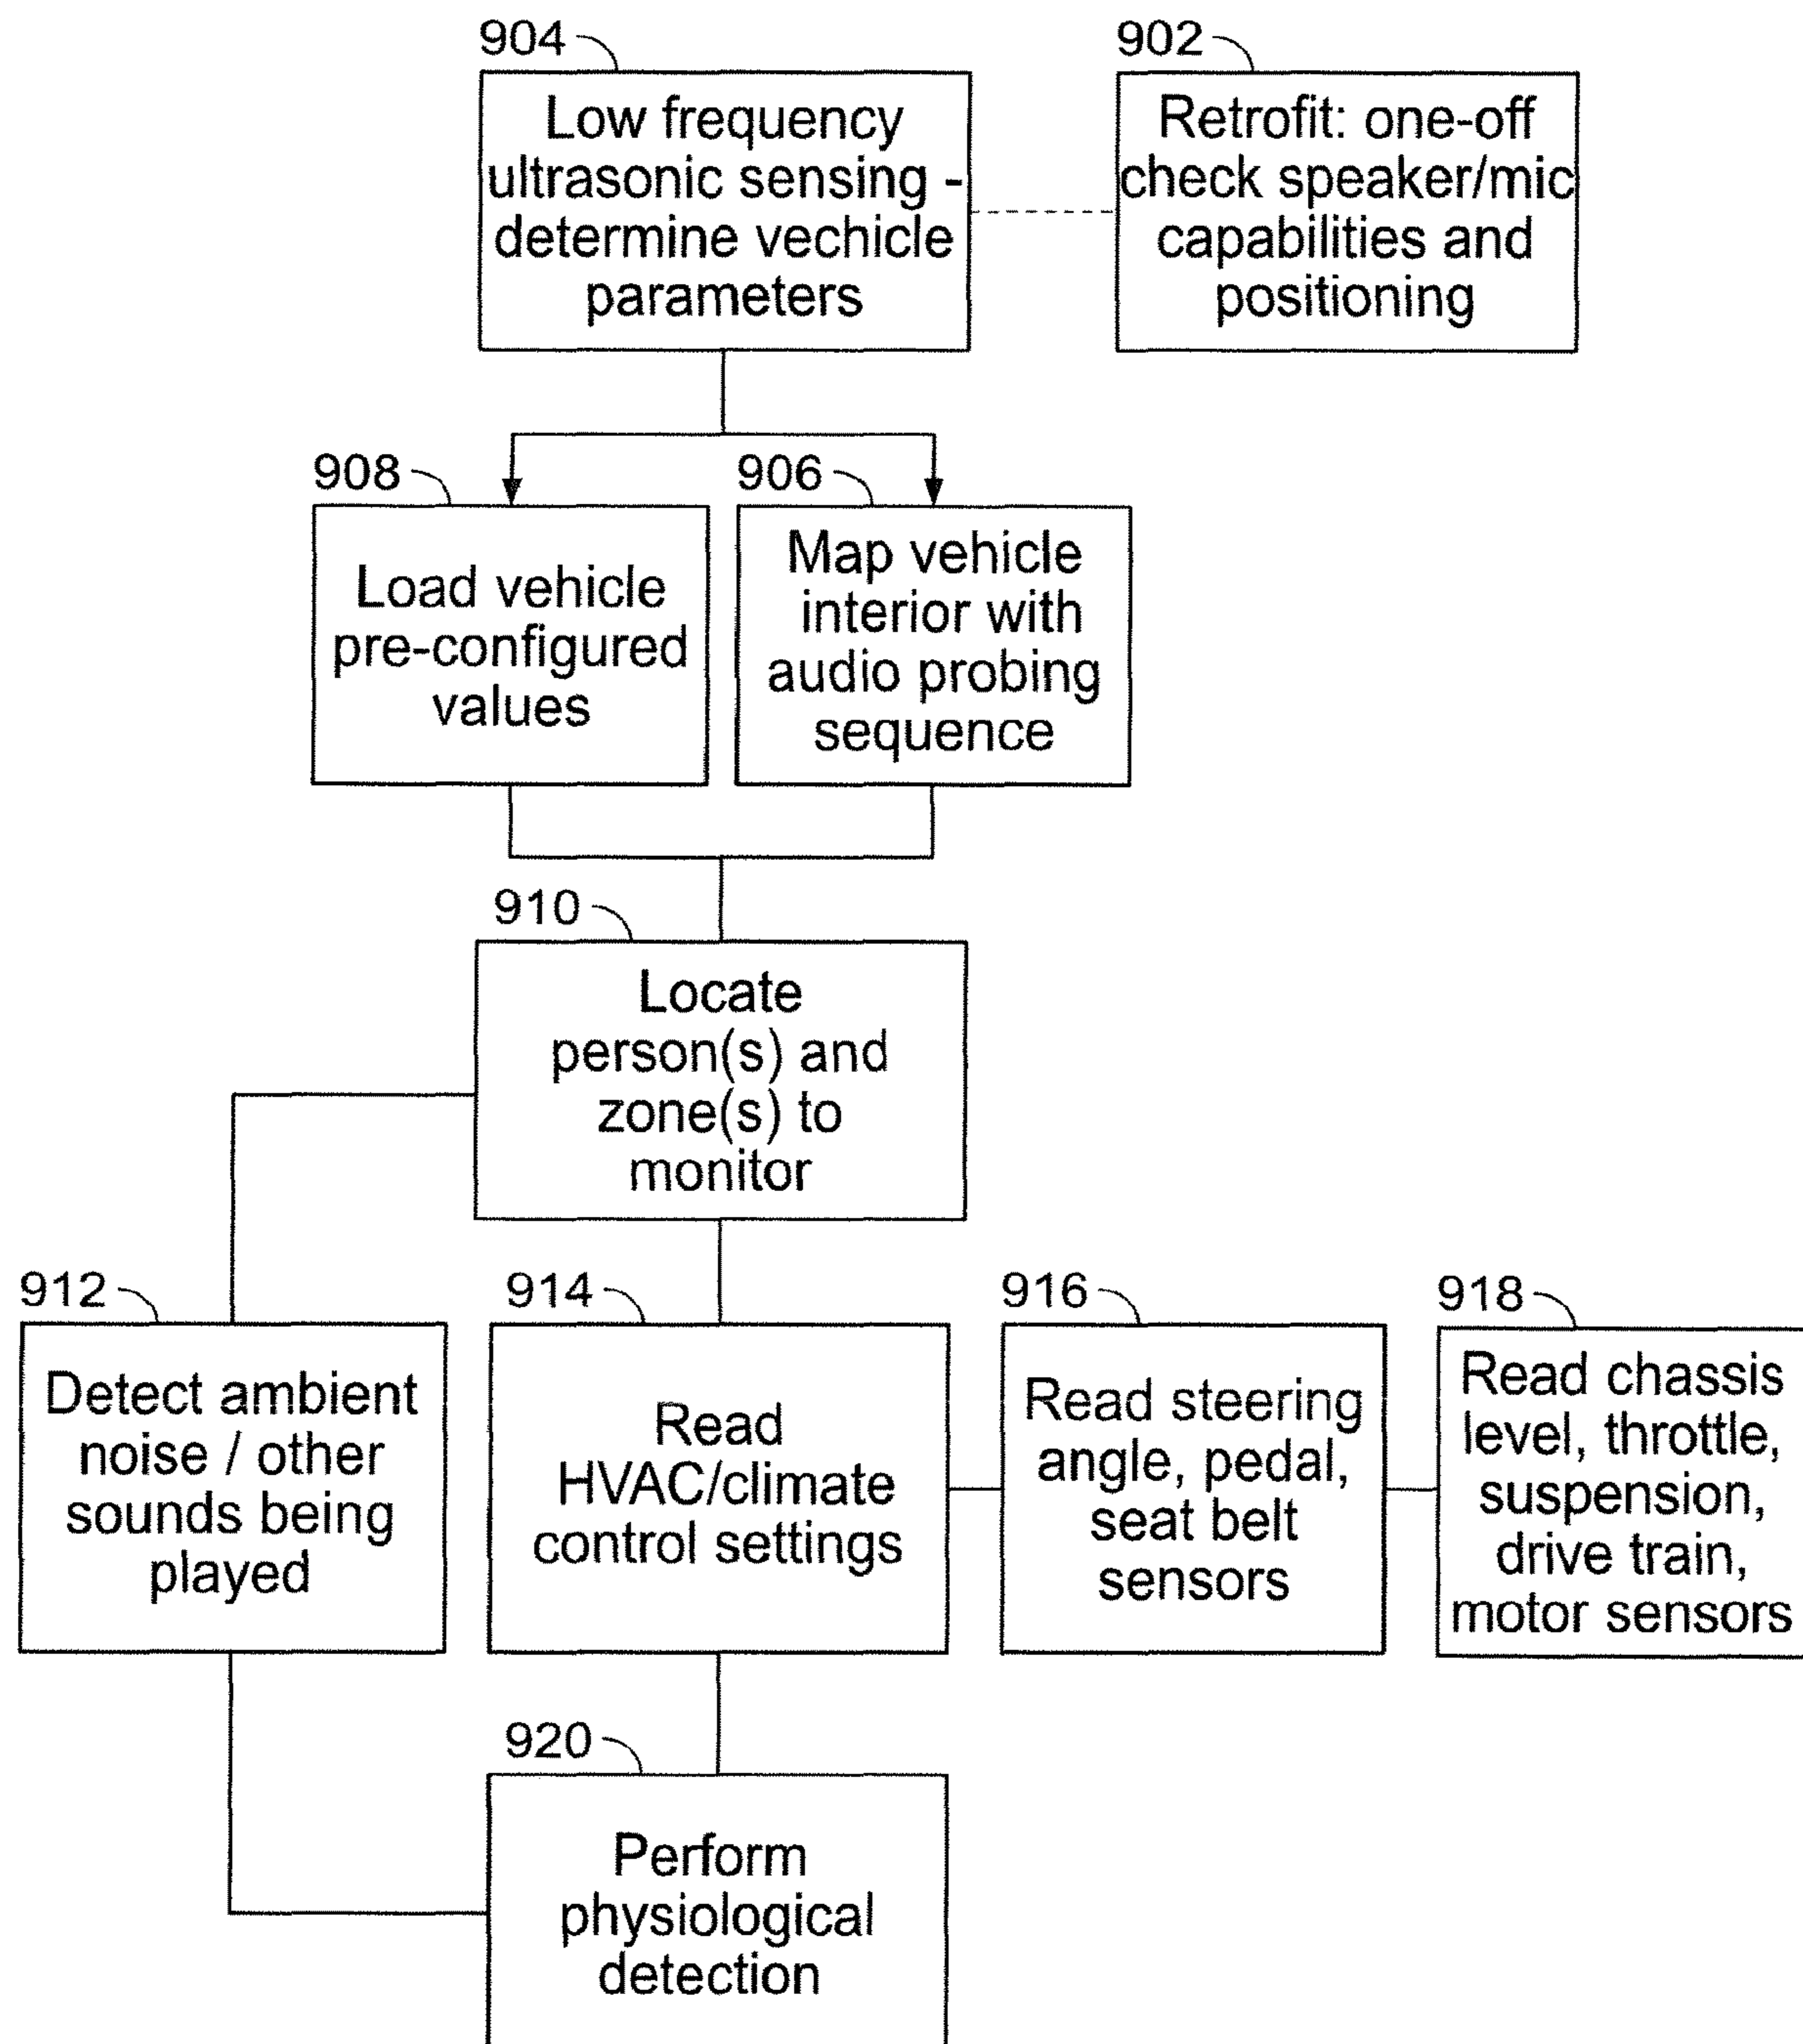 904
Low frequency
ultrasonic sensing -
determine vechicle
parameters
902
Retrofit: one-off
check speaker/mic
capabilities and
positioning
908
Load vehicle
pre-configured
values
906
Map vehicle
interior with
audio probing
sequence
910
Locate
person(s) and
zone(s) to
monitor
912
Detect ambient
noise / other
sounds being
played
914
Read
HVAC/climate
control settings
916
Read steering
angle, pedal,
seat belt
sensors
918
Read chassis
level, throttle,
suspension,
drive train,
motor sensors
920
Perform
physiological
detection